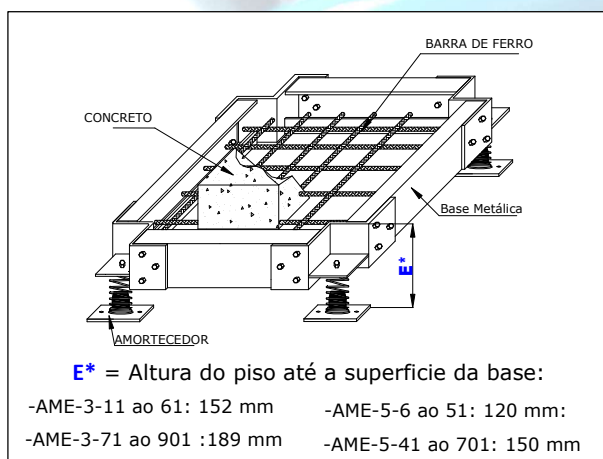 BARRA DE FERRO
CONCRETO
Base Metálica
E*
AMORTECEDOR
E* = Altura do piso até a superficie da base:
-AME-3-11 ao 61: 152 mm
-AME-5-6 ao 51: 120 mm:
-AME-3-71 ao 901 :189 mm
-AME-5-41 ao 701: 150 mm